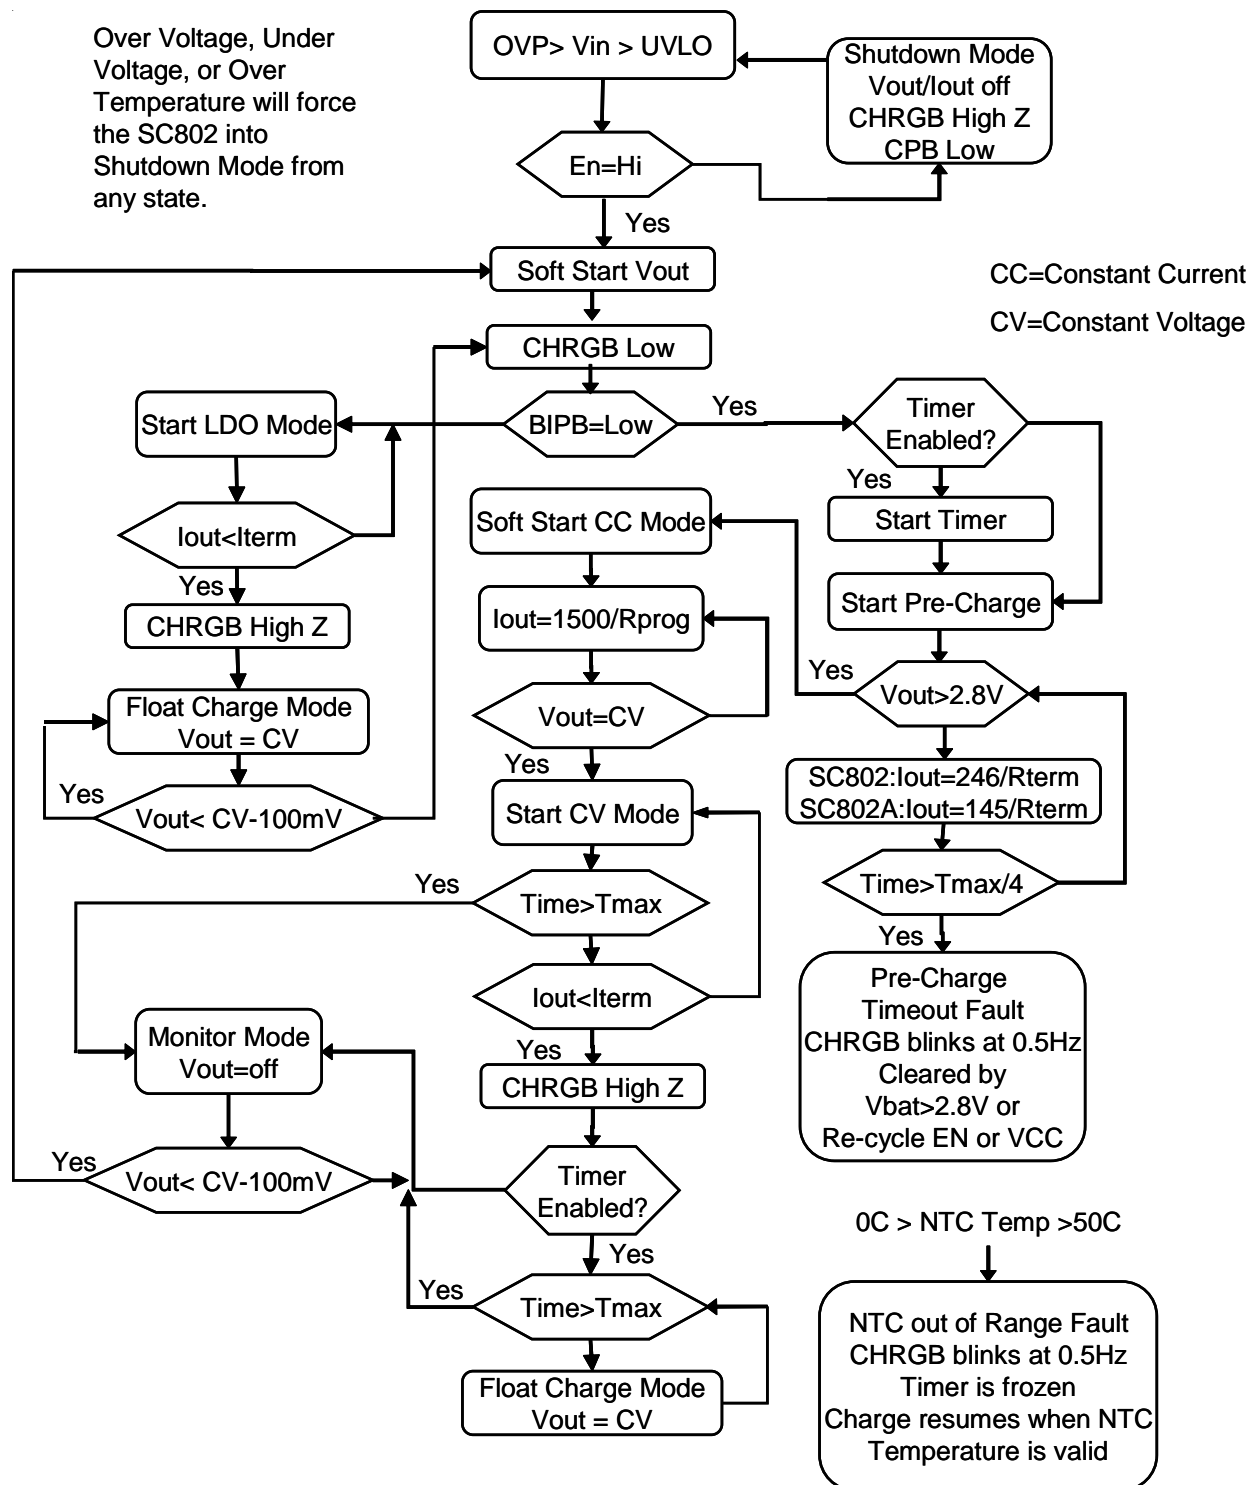 Over Voltage, Under
Voltage, or Over
Temperature will force
the SC802 into
Shutdown Mode from
any state.
OVP> Vin > UVLO
Shutdown Mode
Vout/Iout off
CHRGB High Z
CPB Low
En=Hi
Yes
Soft Start Vout
CC=Constant Current
CV=Constant Voltage
CHRGB Low
Start LDO Mode
BIPB=Low
Yes
Timer
Enabled?
Yes
Iout<Iterm
Soft Start CC Mode
Start Timer
Yes
CHRGB High Z
Iout=1500/Rprog
Start Pre-Charge
Yes
Float Charge Mode
Vout = CV
Vout=CV
Vout>2.8V
Yes
Yes
Vout< CV-100mV
Start CV Mode
SC802:Iout=246/Rterm
SC802A:Iout=145/Rterm
Yes
Time>Tmax
Time>Tmax/4
Yes
Iout<Iterm
Pre-Charge
Timeout Fault
CHRGB blinks at 0.5Hz
Cleared by
Vbat>2.8V or
Re-cycle EN or VCC
Monitor Mode
Vout=off
Yes
CHRGB High Z
Yes
Vout< CV-100mV
Timer
Enabled?
Yes
Yes
Time>Tmax
Float Charge Mode
Vout = CV
0C > NTC Temp >50C
NTC out of Range Fault
CHRGB blinks at 0.5Hz
Timer is frozen
Charge resumes when NTC
Temperature is valid